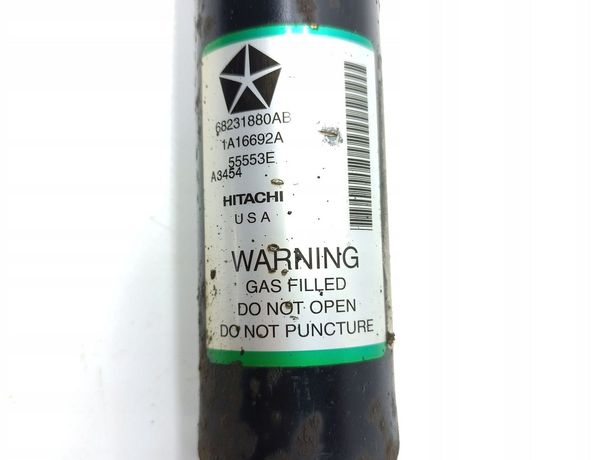 68231880AB
1A16692A
55553E
A3454
HITACHI
USA
WARNING
GAS FILLED
DO NOT OPEN
DO NOT PUNCTURE